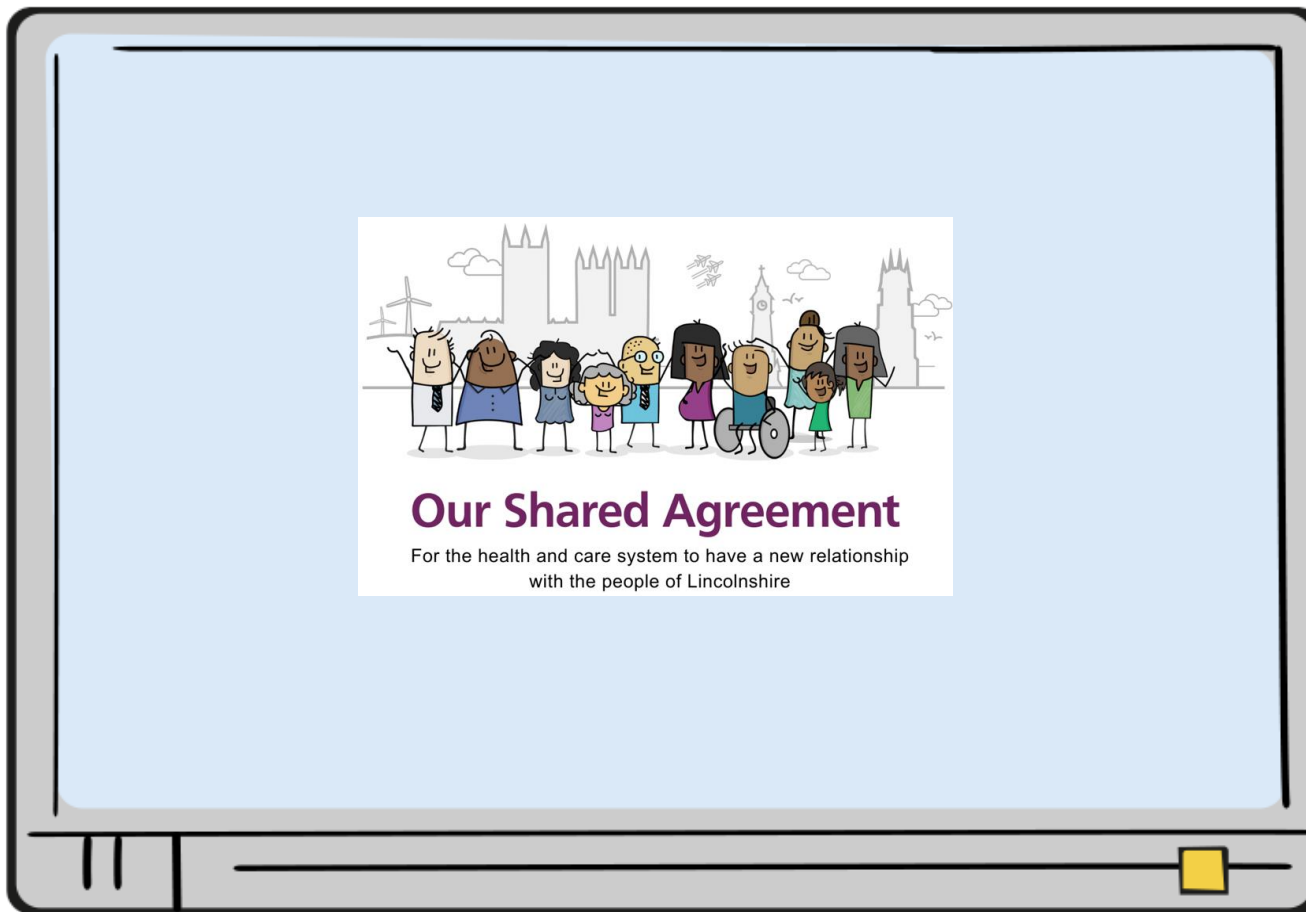 Our Shared Agreement
For the health and care system to have a new relationship
with the people of Lincolnshire